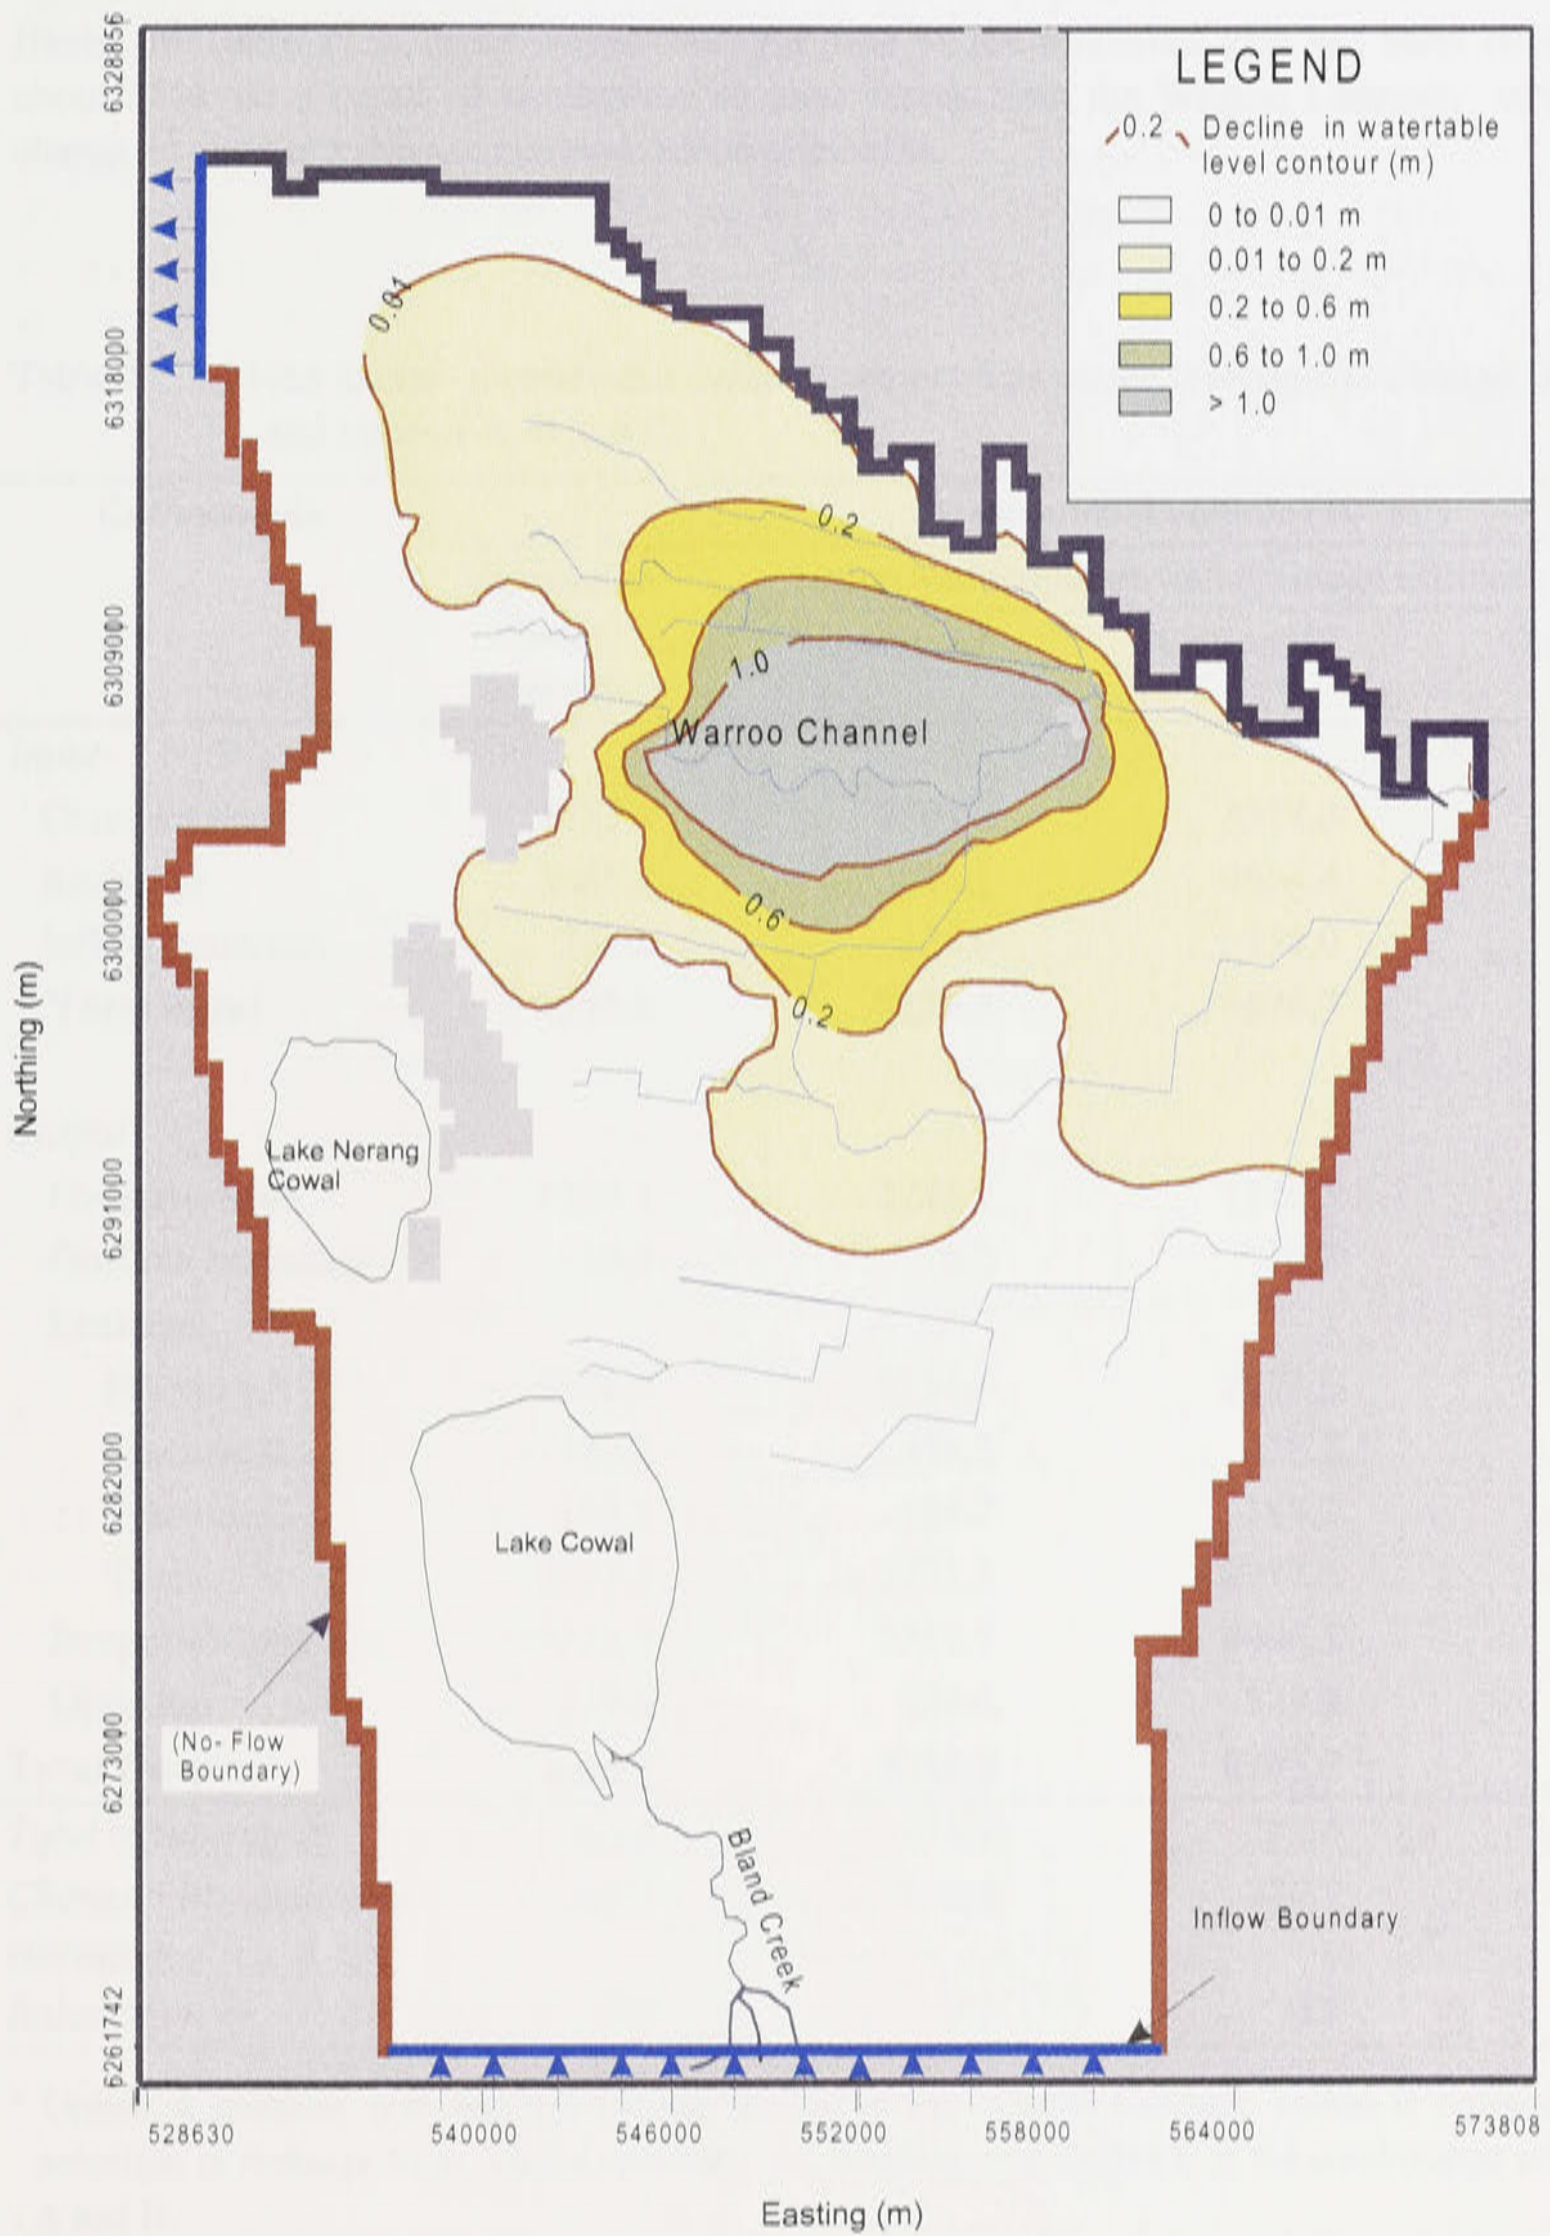 LEGEND
0.2 Decline in watertable
level contour (m)
0 to 0.01 m
0.01 to 0.2 m
0.2 to 0.6 m
0.6 to 1.0 m
> 1.0
6328856
6318000
6309000
6300000
6291000
6282000
6273000
6261742
Northing (m)
0.01
0.2
1.0
Warroo Channel
0.6
0.2
Lake Nerang
Cowal
Lake Cowal
(No- Flow
Boundary)
Bland Creek
Inflow Boundary
528630
540000
546000
552000
558000
564000
573808
Easting (m)